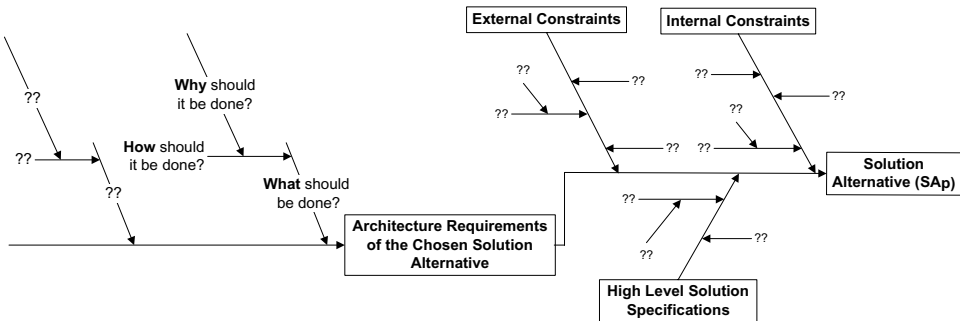 External Constraints
Internal Constraints
??
??
??
??
??
??
??
??
??
??
??
??
Why should
it be done?
How should
it be done?
??
??
What should
be done?
Solution
Alternative (SAp)
??
??
??
Architecture Requirements
of the Chosen Solution
Alternative
High Level Solution
Specifications